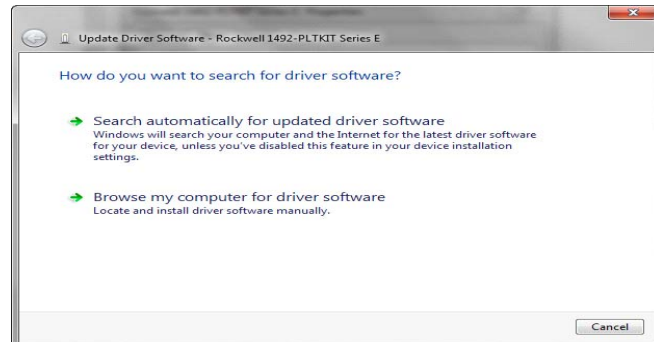 Update Driver Software - Rockwell 1492-PLTKIT Series E
How do you want to search for driver software?
Search automatically for updated driver software
Windows will search your computer and the Internet for the latest driver software
for your device, unless you've disabled this feature in your device installation
settings.
Browse my computer for driver software
Locate and install driver software manually.
Cancel